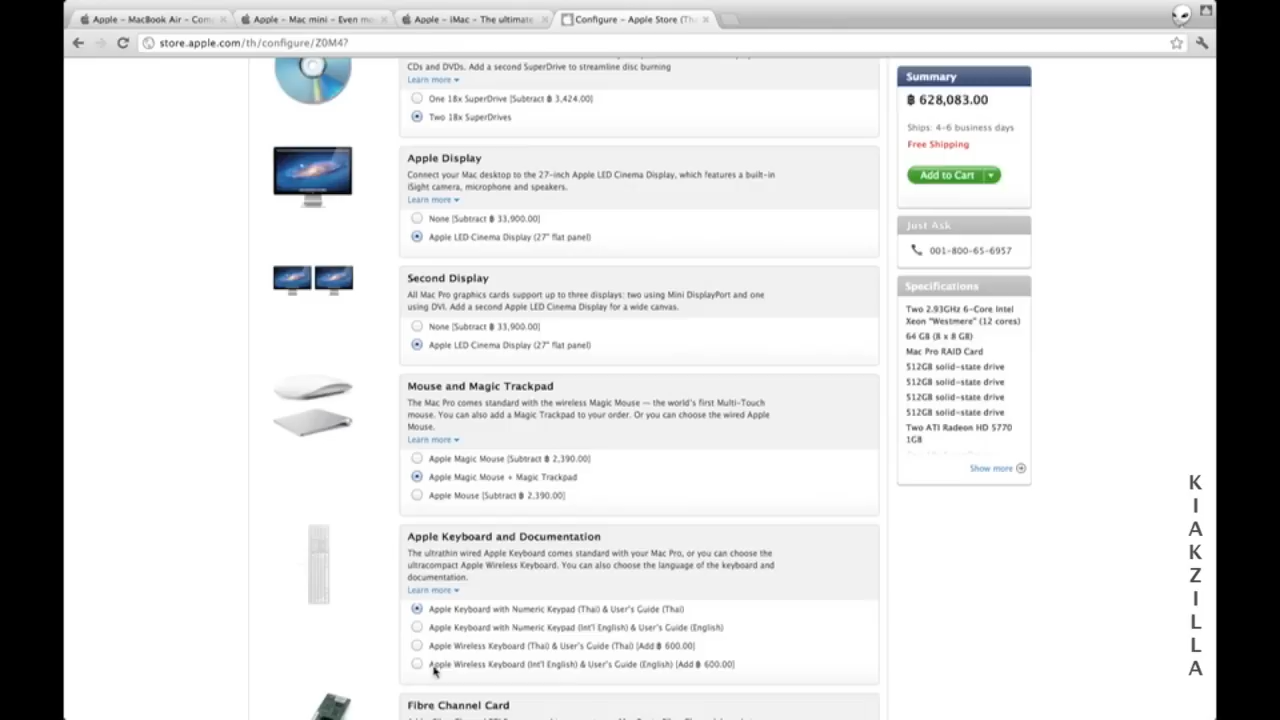 Apple – MacBook Air – Com
Apple – Mac mini – Even mo
Apple – iMac – The ultimate
Configure – Apple Store (Th
store.apple.com/th/configure/Z0M4?
CDs and DVDs. Add a second SuperDrive to streamline disc burning
Learn more
One 18x SuperDrive [Subtract ฿ 3,424.00]
Two 18x SuperDrives
Apple Display
Connect your Mac desktop to the 27-inch Apple LED Cinema Display, which features a built-in
iSight camera, microphone and speakers.
Learn more
None [Subtract ฿ 33,900.00]
Apple LED Cinema Display (27" flat panel)
Second Display
All Mac Pro graphics cards support up to three displays: two using Mini DisplayPort and one
using DVI. Add a second Apple LED Cinema Display for a wide canvas.
None [Subtract ฿ 33,900.00]
Apple LED Cinema Display (27" flat panel)
Mouse and Magic Trackpad
The Mac Pro comes standard with the wireless Magic Mouse — the world's first Multi-Touch
mouse. You can also add a Magic Trackpad to your order. Or you can choose the wired Apple
Mouse.
Learn more
Apple Magic Mouse [Subtract ฿ 2,390.00]
Apple Magic Mouse + Magic Trackpad
Apple Mouse [Subtract ฿ 2,390.00]
Apple Keyboard and Documentation
The ultrathin wired Apple Keyboard comes standard with your Mac Pro, or you can choose the
ultracompact Apple Wireless Keyboard. You can also choose the language of the keyboard and
documentation.
Learn more
Apple Keyboard with Numeric Keypad (Thai) & User's Guide (Thai)
Apple Keyboard with Numeric Keypad (Int'l English) & User's Guide (English)
Apple Wireless Keyboard (Thai) & User's Guide (Thai) [Add ฿ 600.00]
Apple Wireless Keyboard (Int'l English) & User's Guide (English) [Add ฿ 600.00]
Fibre Channel Card
Summary
฿ 628,083.00
Ships: 4-6 business days
Free Shipping
Add to Cart
Just Ask
001-800-65-6957
Specifications
Two 2.93GHz 6-Core Intel
Xeon "Westmere" (12 cores)
64 GB (8 x 8 GB)
Mac Pro RAID Card
512GB solid-state drive
512GB solid-state drive
512GB solid-state drive
512GB solid-state drive
Two ATI Radeon HD 5770
1GB
Show more
KIAKZILLA